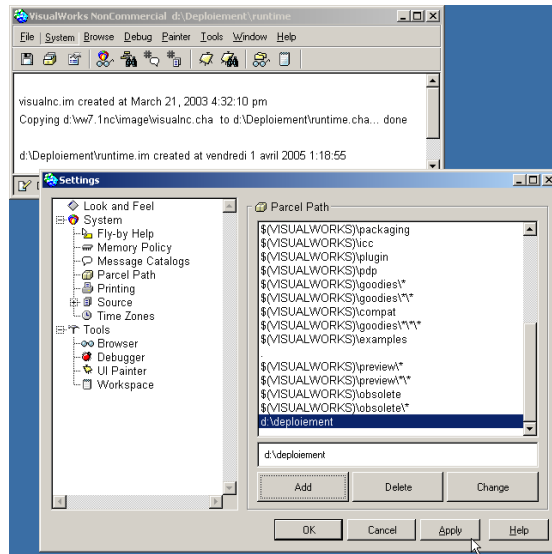 VisualWorks NonCommercial d:\Deploiement\runtime
File System Browse Debug Painter Tools Window Help
visualnc.im created at March 21, 2003 4:32:10 pm
Copying d:\vw7.1nc\image\visualnc.cha to d:\Deploiement\runtime.cha... done
d:\Deploiement\runtime.im created at vendredi 1 avril 2005 1:18:55
Settings
Look and Feel
System
Fly-by Help
Memory Policy
Message Catalogs
Parcel Path
Printing
Source
Time Zones
Tools
Browser
Debugger
UI Painter
Workspace
Parcel Path
$(VISUALWORKS)\packaging
$(VISUALWORKS)\icc
$(VISUALWORKS)\plugin
$(VISUALWORKS)\pdp
$(VISUALWORKS)\goodies\*
$(VISUALWORKS)\goodies\*\*
$(VISUALWORKS)\compat
$(VISUALWORKS)\goodies\*\*\*
$(VISUALWORKS)\examples
.
$(VISUALWORKS)\preview\*
$(VISUALWORKS)\preview\*\*
$(VISUALWORKS)\obsolete
$(VISUALWORKS)\obsolete\*
d:\deploiement
d:\deploiement
Add Delete Change
OK Cancel Apply Help